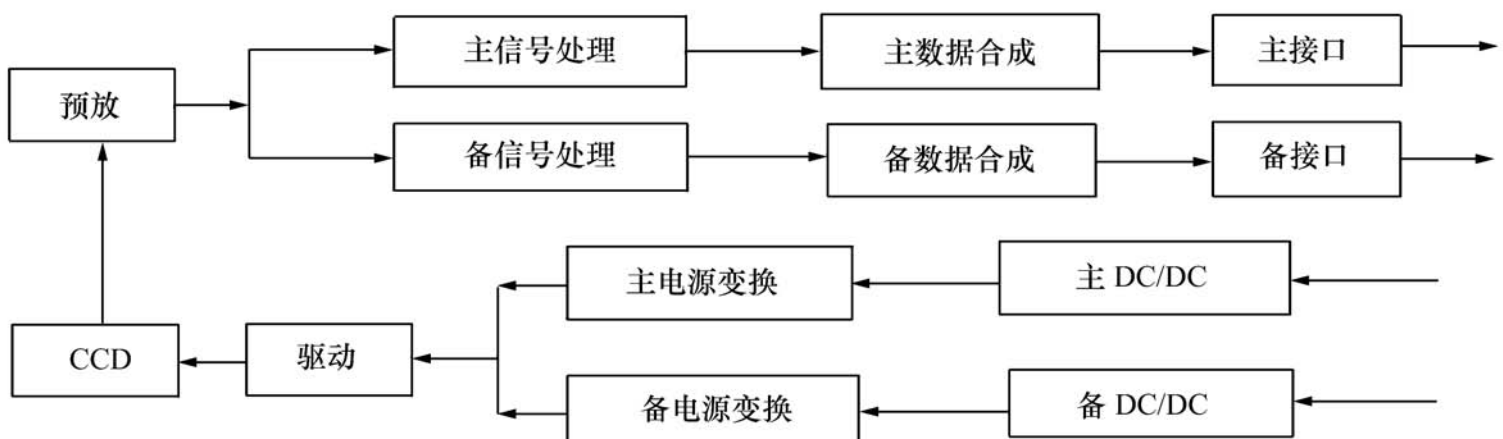 主信号处理
主数据合成
主接口
预放
备信号处理
备数据合成
备接口
主电源变换
主 DC/DC
CCD
驱动
备电源变换
备 DC/DC